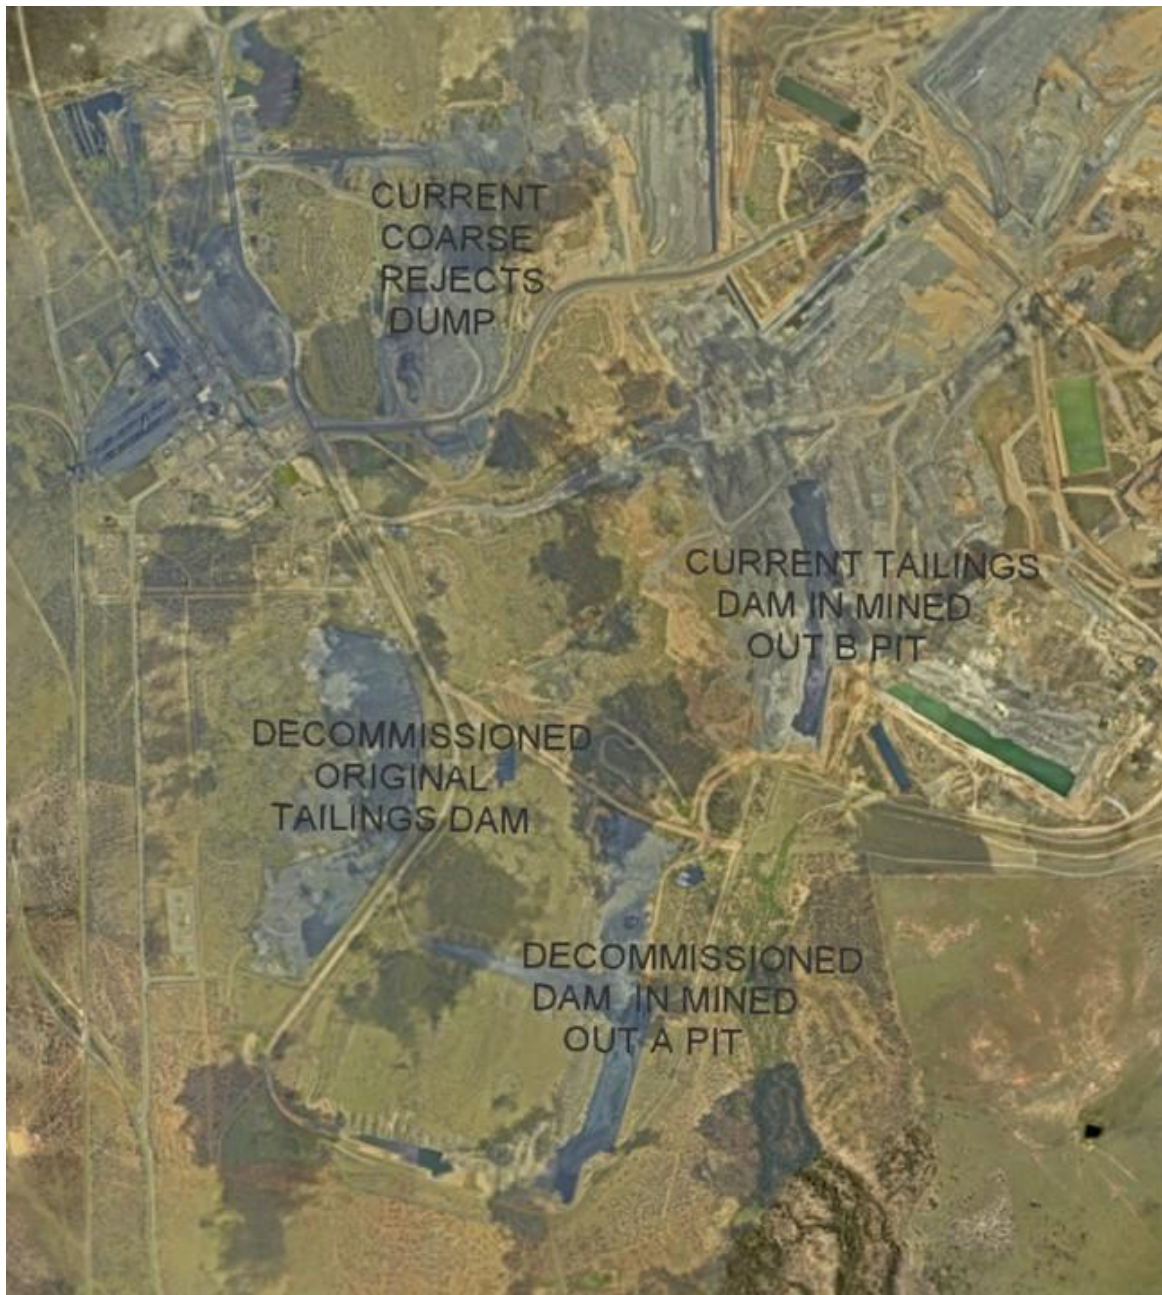 CURRENT
COARSE
REJECTS
DUMP
CURRENT TAILINGS
DAM IN MINED
OUT B PIT
DECOMMISSIONED
ORIGINAL
TAILINGS DAM
DECOMMISSIONED
DAM IN MINED
OUT A PIT